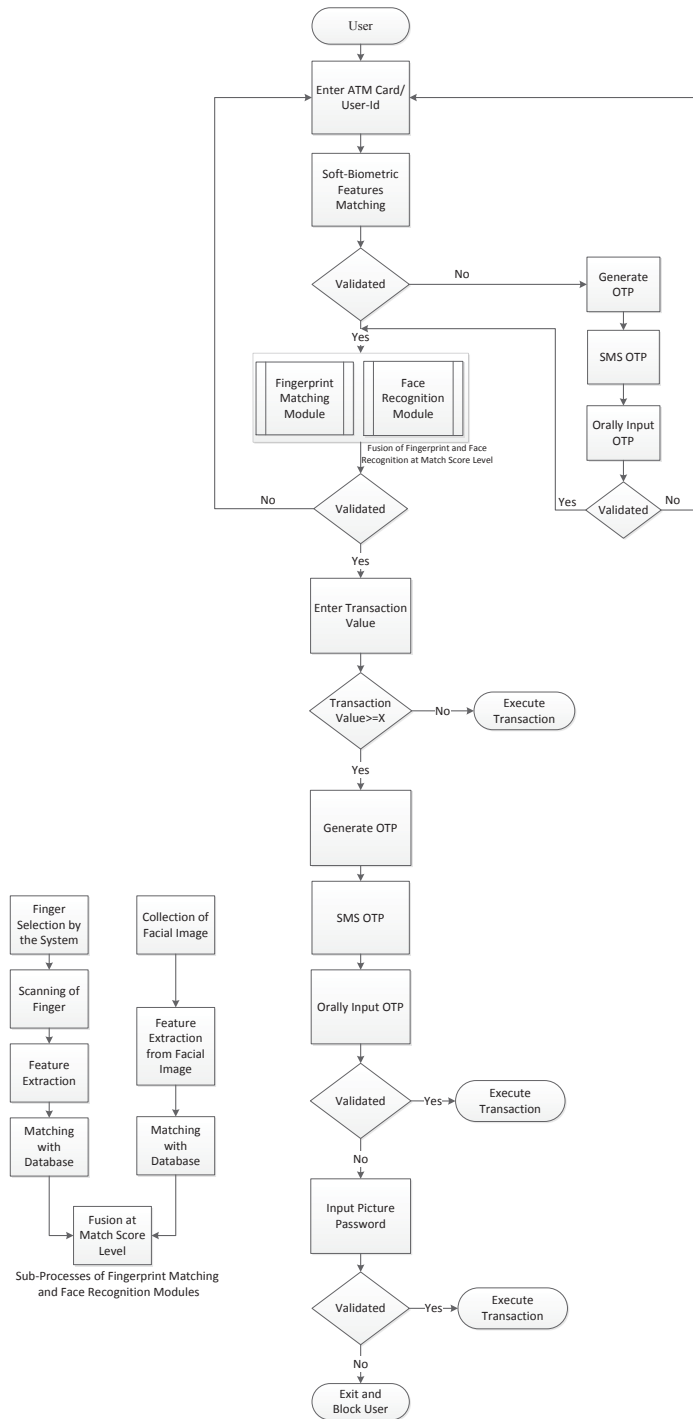 User
Enter ATM Card/
User-Id
Soft-Biometric
Features
Matching
Validated
No
Generate
OTP
SMS OTP
Orally Input
OTP
Validated
Yes
No
Yes
Fingerprint
Matching
Module
Face
Recognition
Module
Fusion of Fingerprint and Face
Recognition at Match Score Level
Validated
No
Yes
Enter Transaction
Value
Transaction
Value>=X
No
Execute
Transaction
Yes
Generate OTP
SMS OTP
Orally Input OTP
Validated
Yes
Execute
Transaction
No
Input Picture
Password
Validated
Yes
Execute
Transaction
No
Exit and
Block User
Finger
Selection by
the System
Scanning of
Finger
Feature
Extraction
Matching
with
Database
Collection of
Facial Image
Feature
Extraction
from Facial
Image
Matching
with
Database
Fusion at
Match Score
Level
Sub-Processes of Fingerprint Matching
and Face Recognition Modules